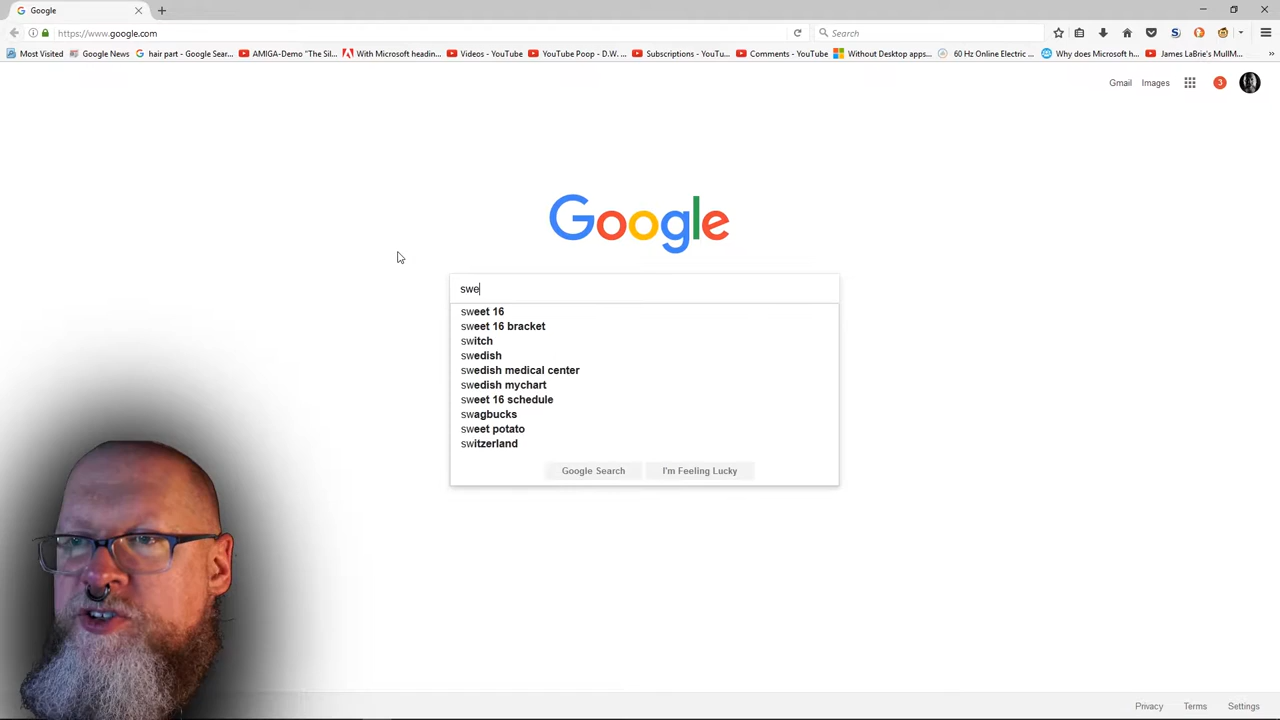 Google
https://www.google.com
Search
Most Visited
Google News
hair part - Google Sear...
AMIGA-Demo "The Sil...
With Microsoft headin...
Videos - YouTube
YouTube Poop - D.W. ...
Subscriptions - YouTu...
Comments - YouTube
Without Desktop apps...
60 Hz Online Electric ...
Why does Microsoft h...
James LaBrie's MulIM...
Gmail
Images
3
Google
swe
sweet 16
sweet 16 bracket
switch
swedish
swedish medical center
swedish mychart
sweet 16 schedule
swagbucks
sweet potato
switzerland
Google Search
I'm Feeling Lucky
Privacy
Terms
Settings